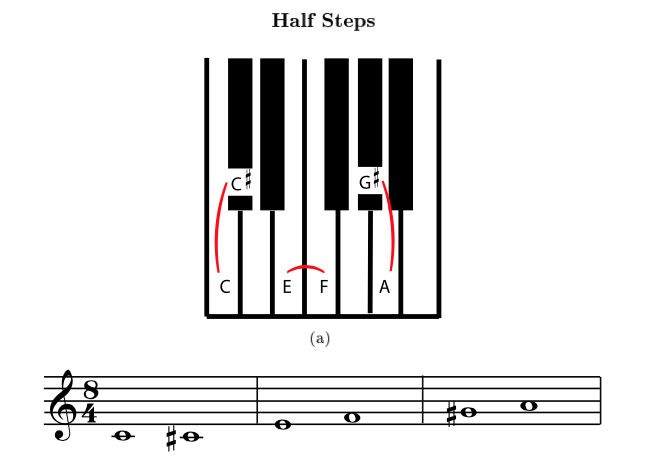 Half Steps
C♯ G♯
C E F A
(a)
8
4